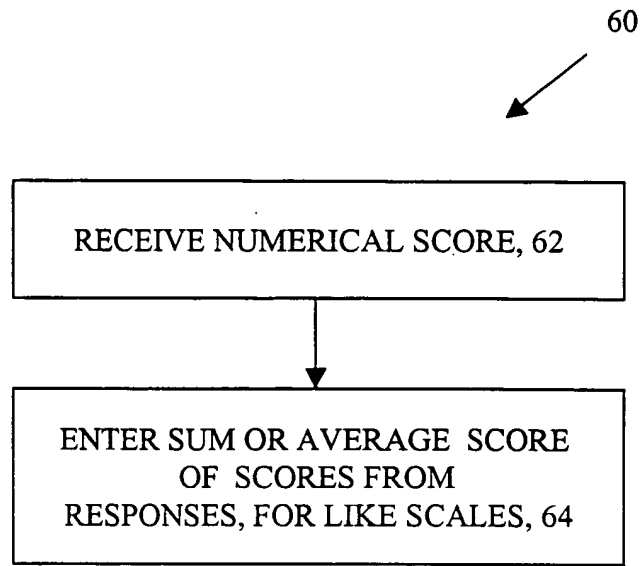 60
RECEIVE NUMERICAL SCORE, 62
ENTER SUM OR AVERAGE SCORE
OF SCORES FROM
RESPONSES, FOR LIKE SCALES, 64